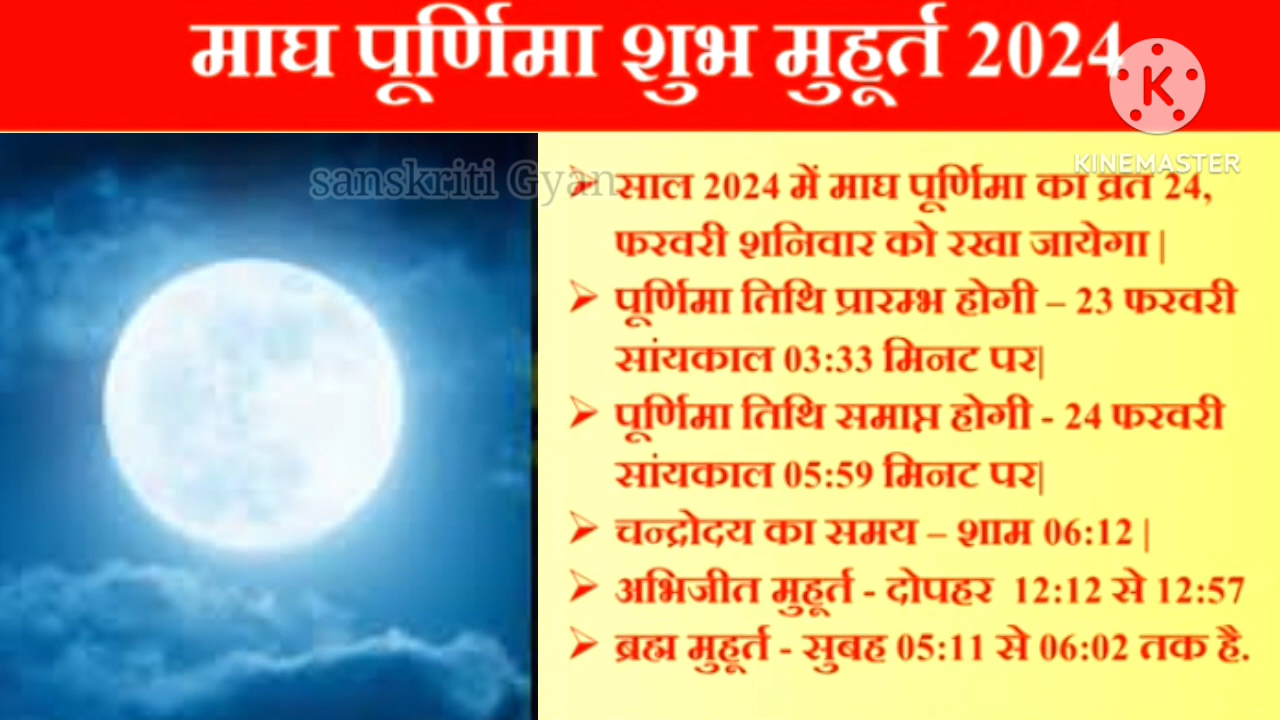 माघ पूर्णिमा शुभ मुहूर्त 2024
K
KINEMASTER
sanskriti Gyan
➢ साल 2024 में माघ पूर्णिमा का व्रत 24,
फरवरी शनिवार को रखा जायेगा |
➢ पूर्णिमा तिथि प्रारम्भ होगी – 23 फरवरी
सांयकाल 03:33 मिनट पर|
➢ पूर्णिमा तिथि समाप्त होगी - 24 फरवरी
सांयकाल 05:59 मिनट पर|
➢ चन्द्रोदय का समय – शाम 06:12 |
➢ अभिजीत मुहूर्त - दोपहर 12:12 से 12:57
➢ ब्रह्म मुहूर्त - सुबह 05:11 से 06:02 तक है.